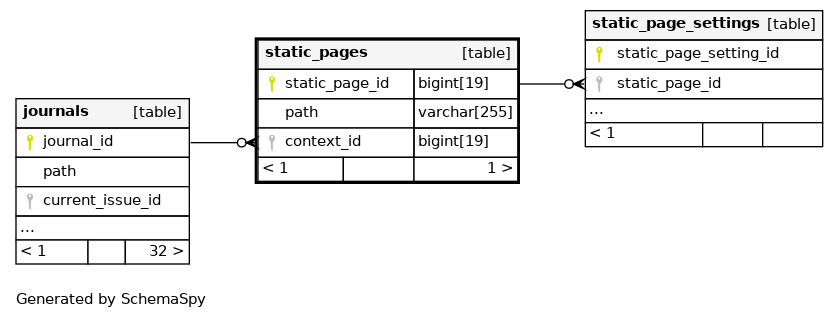 journals [table]
journal_id
path
current_issue_id
...
< 1 32 >
static_pages [table]
static_page_id bigint[19]
path varchar[255]
context_id bigint[19]
< 1 1 >
static_page_settings [table]
static_page_setting_id
static_page_id
...
< 1
Generated by SchemaSpy